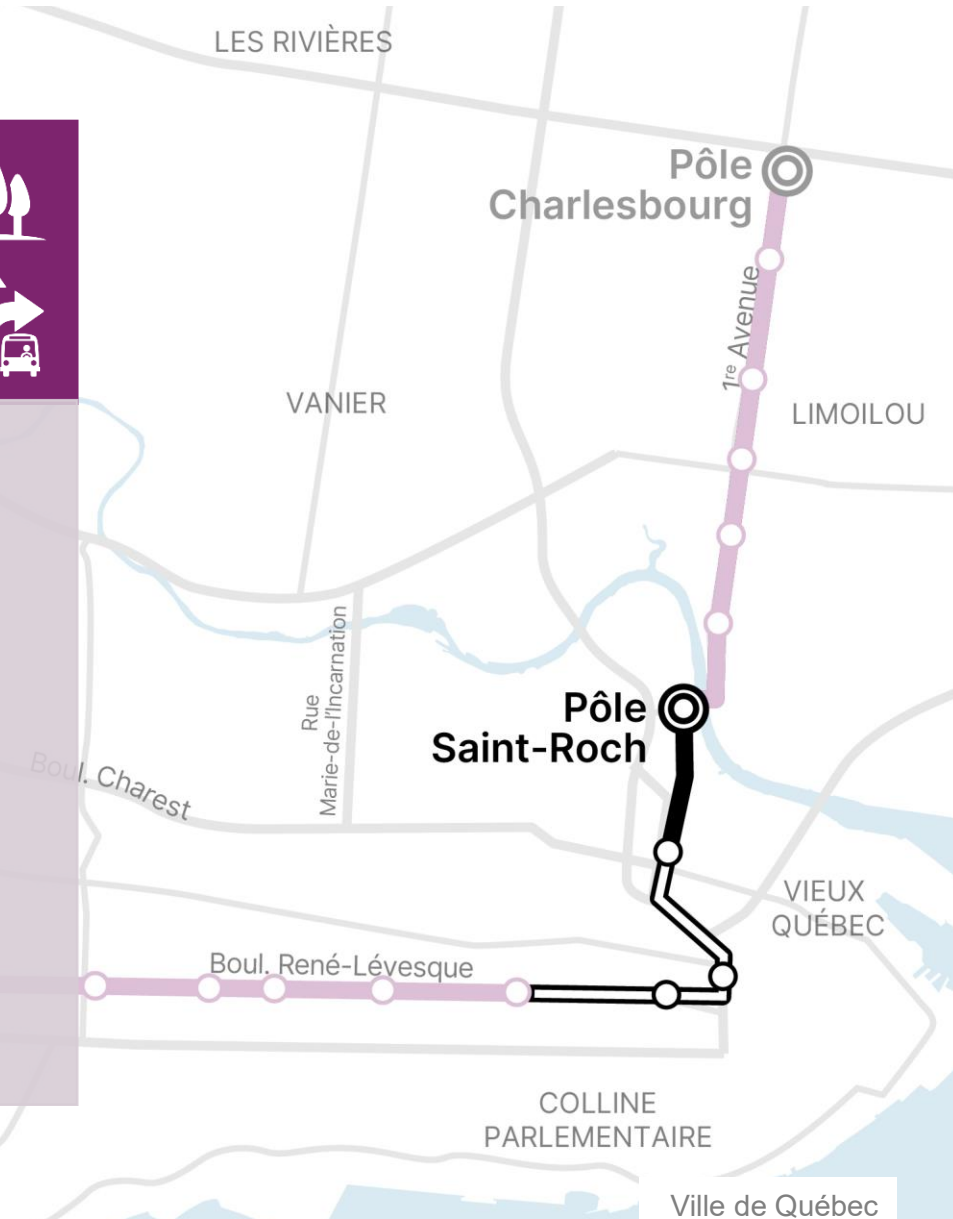 LES RIVIÈRES
Pôle
Charlesbourg
1re Avenue
VANIER
LIMOILOU
Rue
Marie-de-l'Incarnation
Pôle
Saint-Roch
Boul. Charest
VIEUX
QUÉBEC
Boul. René-Lévesque
COLLINE
PARLEMENTAIRE
Ville de Québec